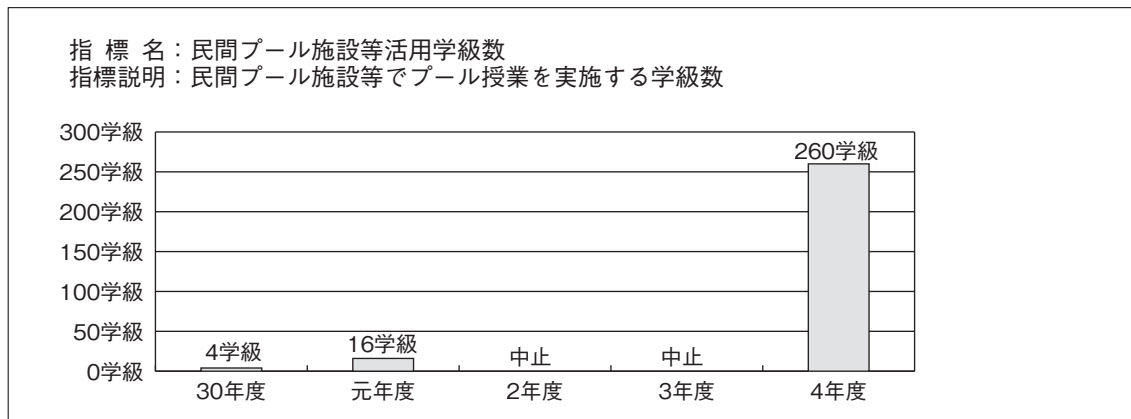 指 標 名：民間プール施設等活用学級数
指標説明：民間プール施設等でプール授業を実施する学級数
300学級
250学級
200学級
150学級
100学級
50学級
0学級
4学級
16学級
中止
中止
260学級
30年度
元年度
2年度
3年度
4年度